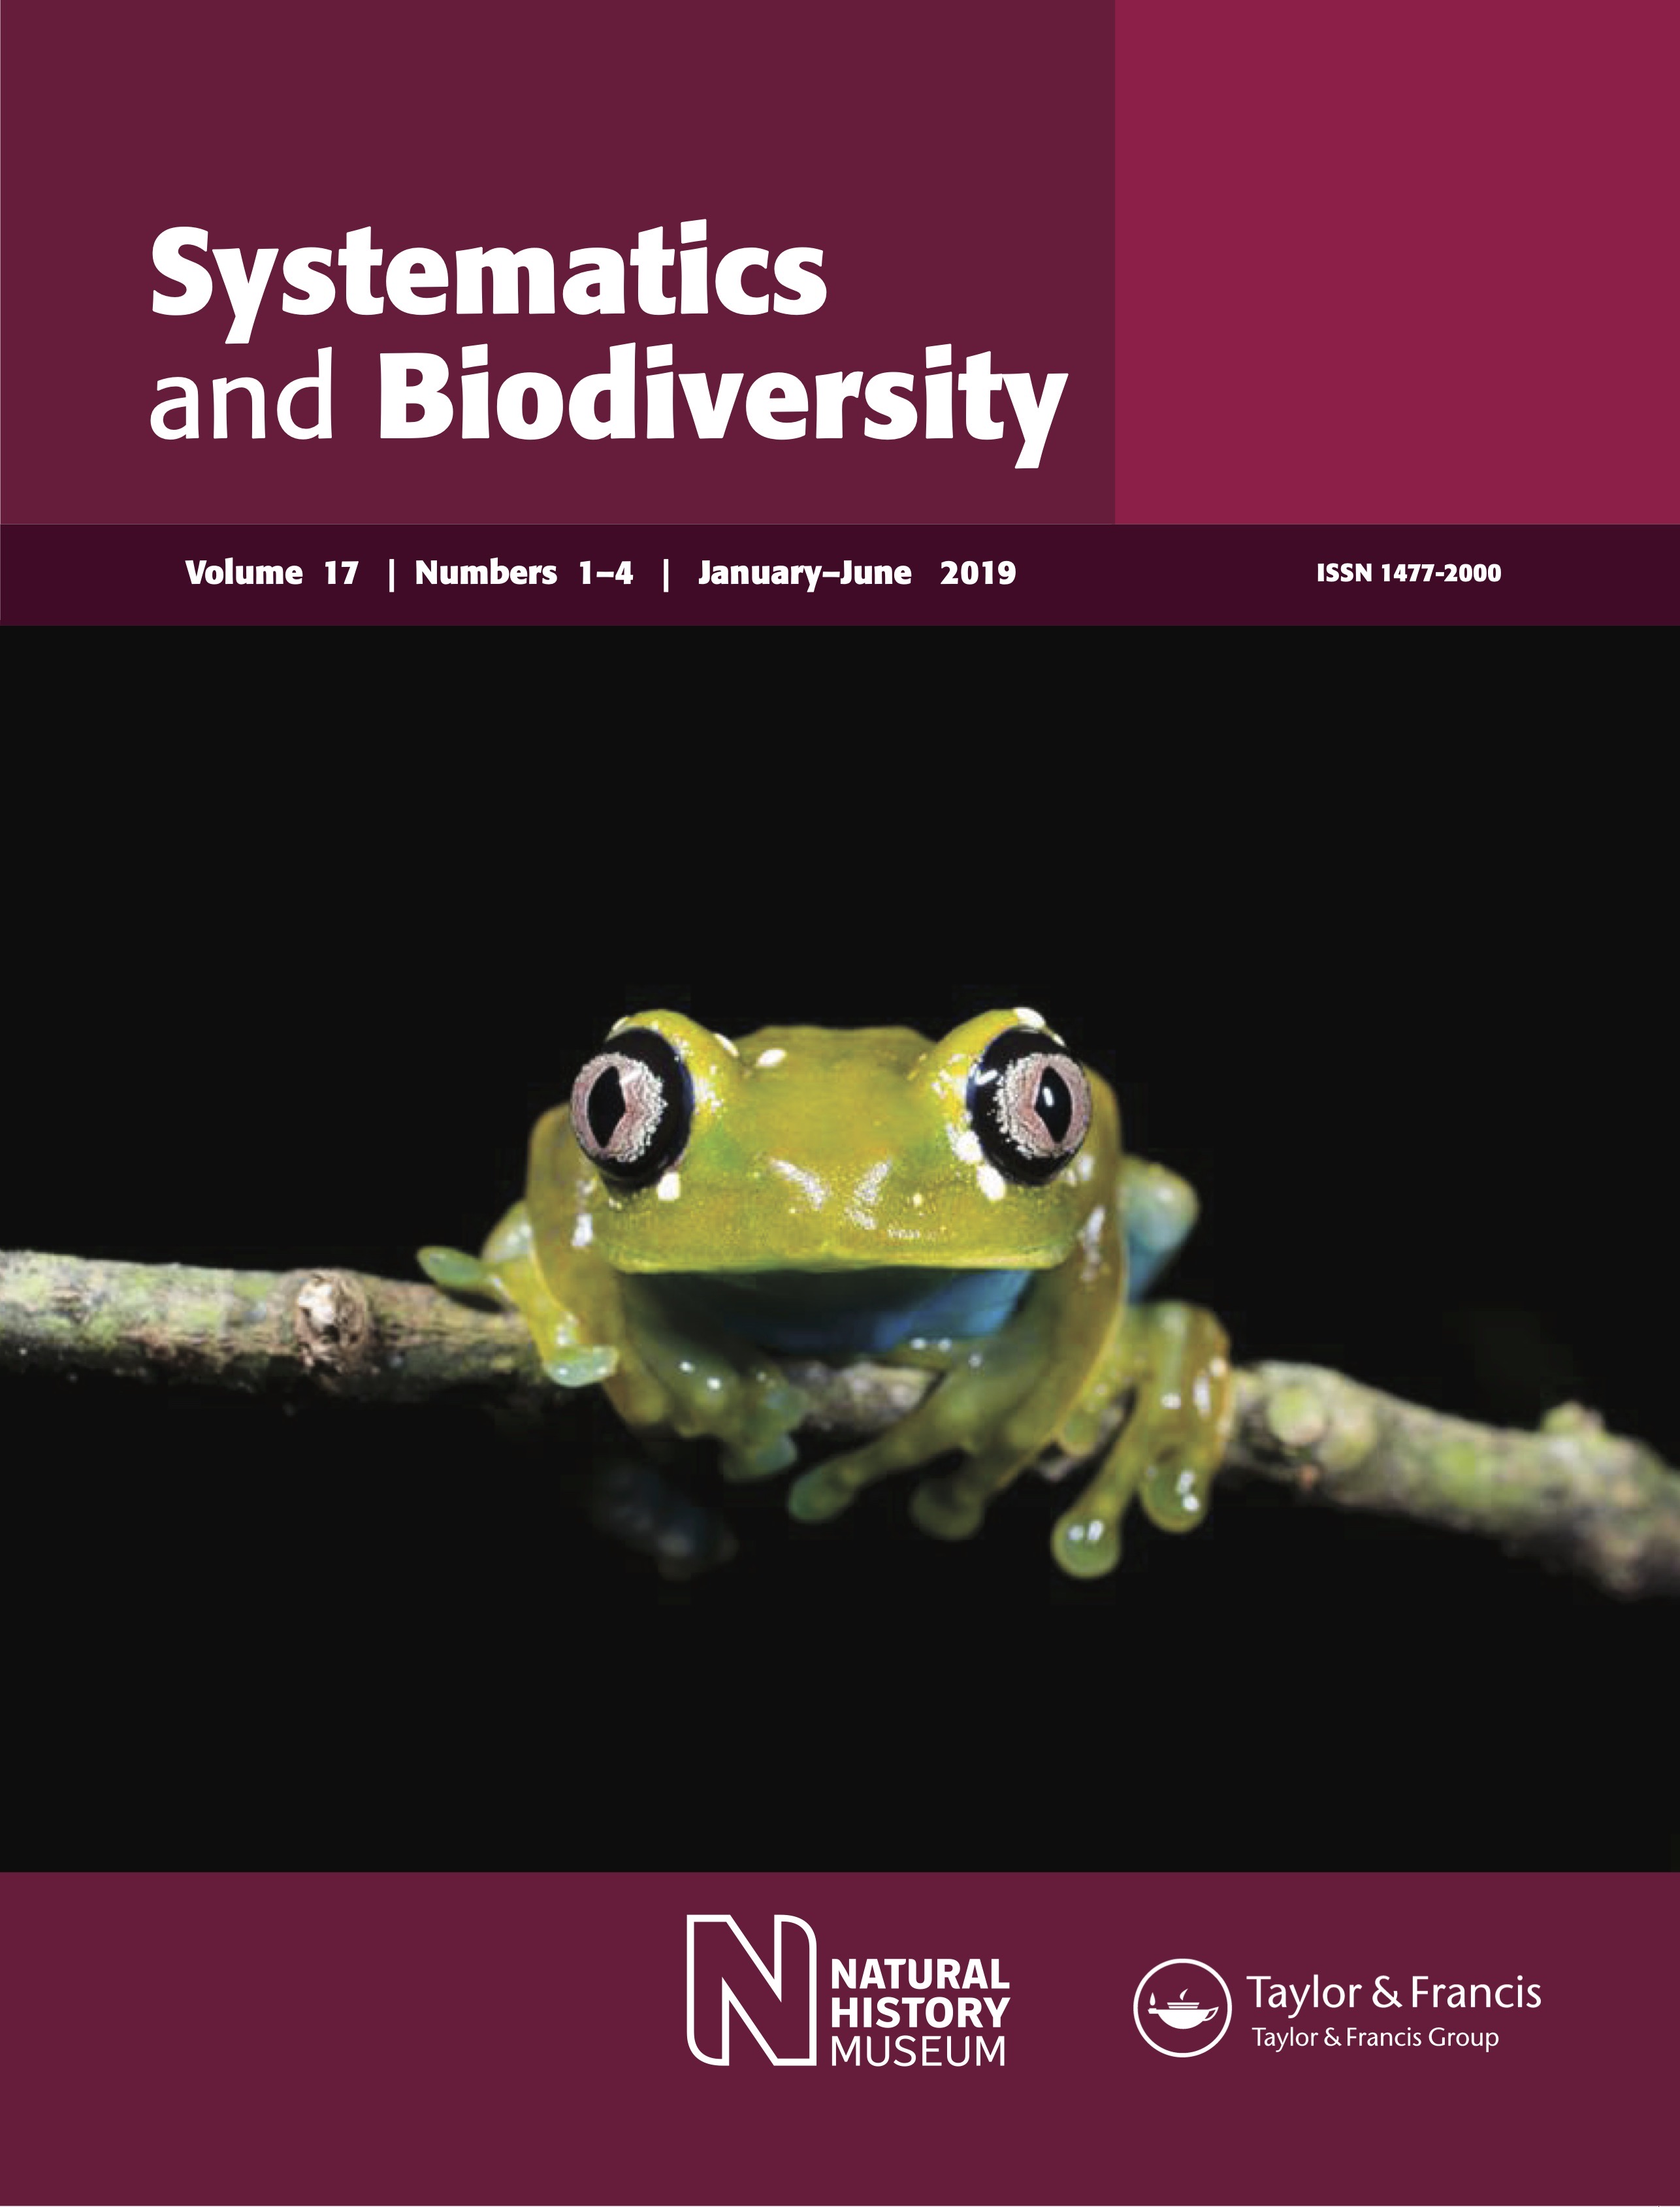 Systematics
and Biodiversity
Volume 17 | Numbers 1–4 | January–June 2019
ISSN 1477-2000
N
NATURAL
HISTORY
MUSEUM
Taylor & Francis
Taylor & Francis Group